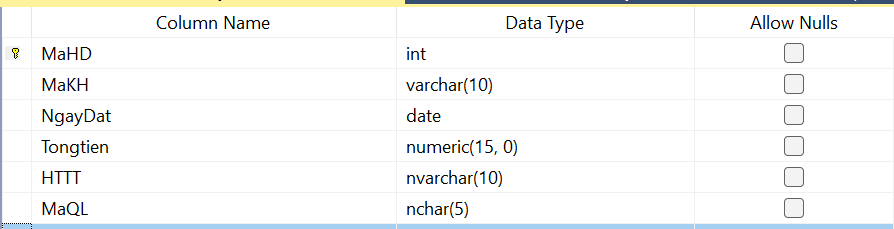 Column Name Data Type Allow Nulls
MaHD int
MaKH varchar(10)
NgayDat date
Tongtien numeric(15, 0)
HTTT nvarchar(10)
MaQL nchar(5)